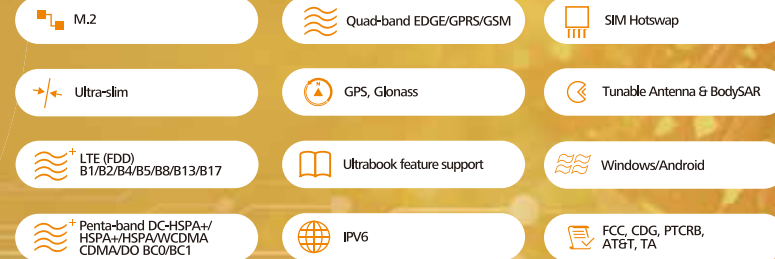 M.2
Quad-band EDGE/GPRS/GSM
SIM Hotswap
Ultra-slim
N
GPS, Glonass
Tunable Antenna & BodySAR
+
LTE (FDD)
B1/B2/B4/B5/B8/B13/B17
Ultrabook feature support
Windows/Android
+
Penta-band DC-HSPA+/
HSPA+/HSPA/WCDMA
CDMA/DO BC0/BC1
IPV6
FCC, CDG, PTCRB,
AT&T, TA